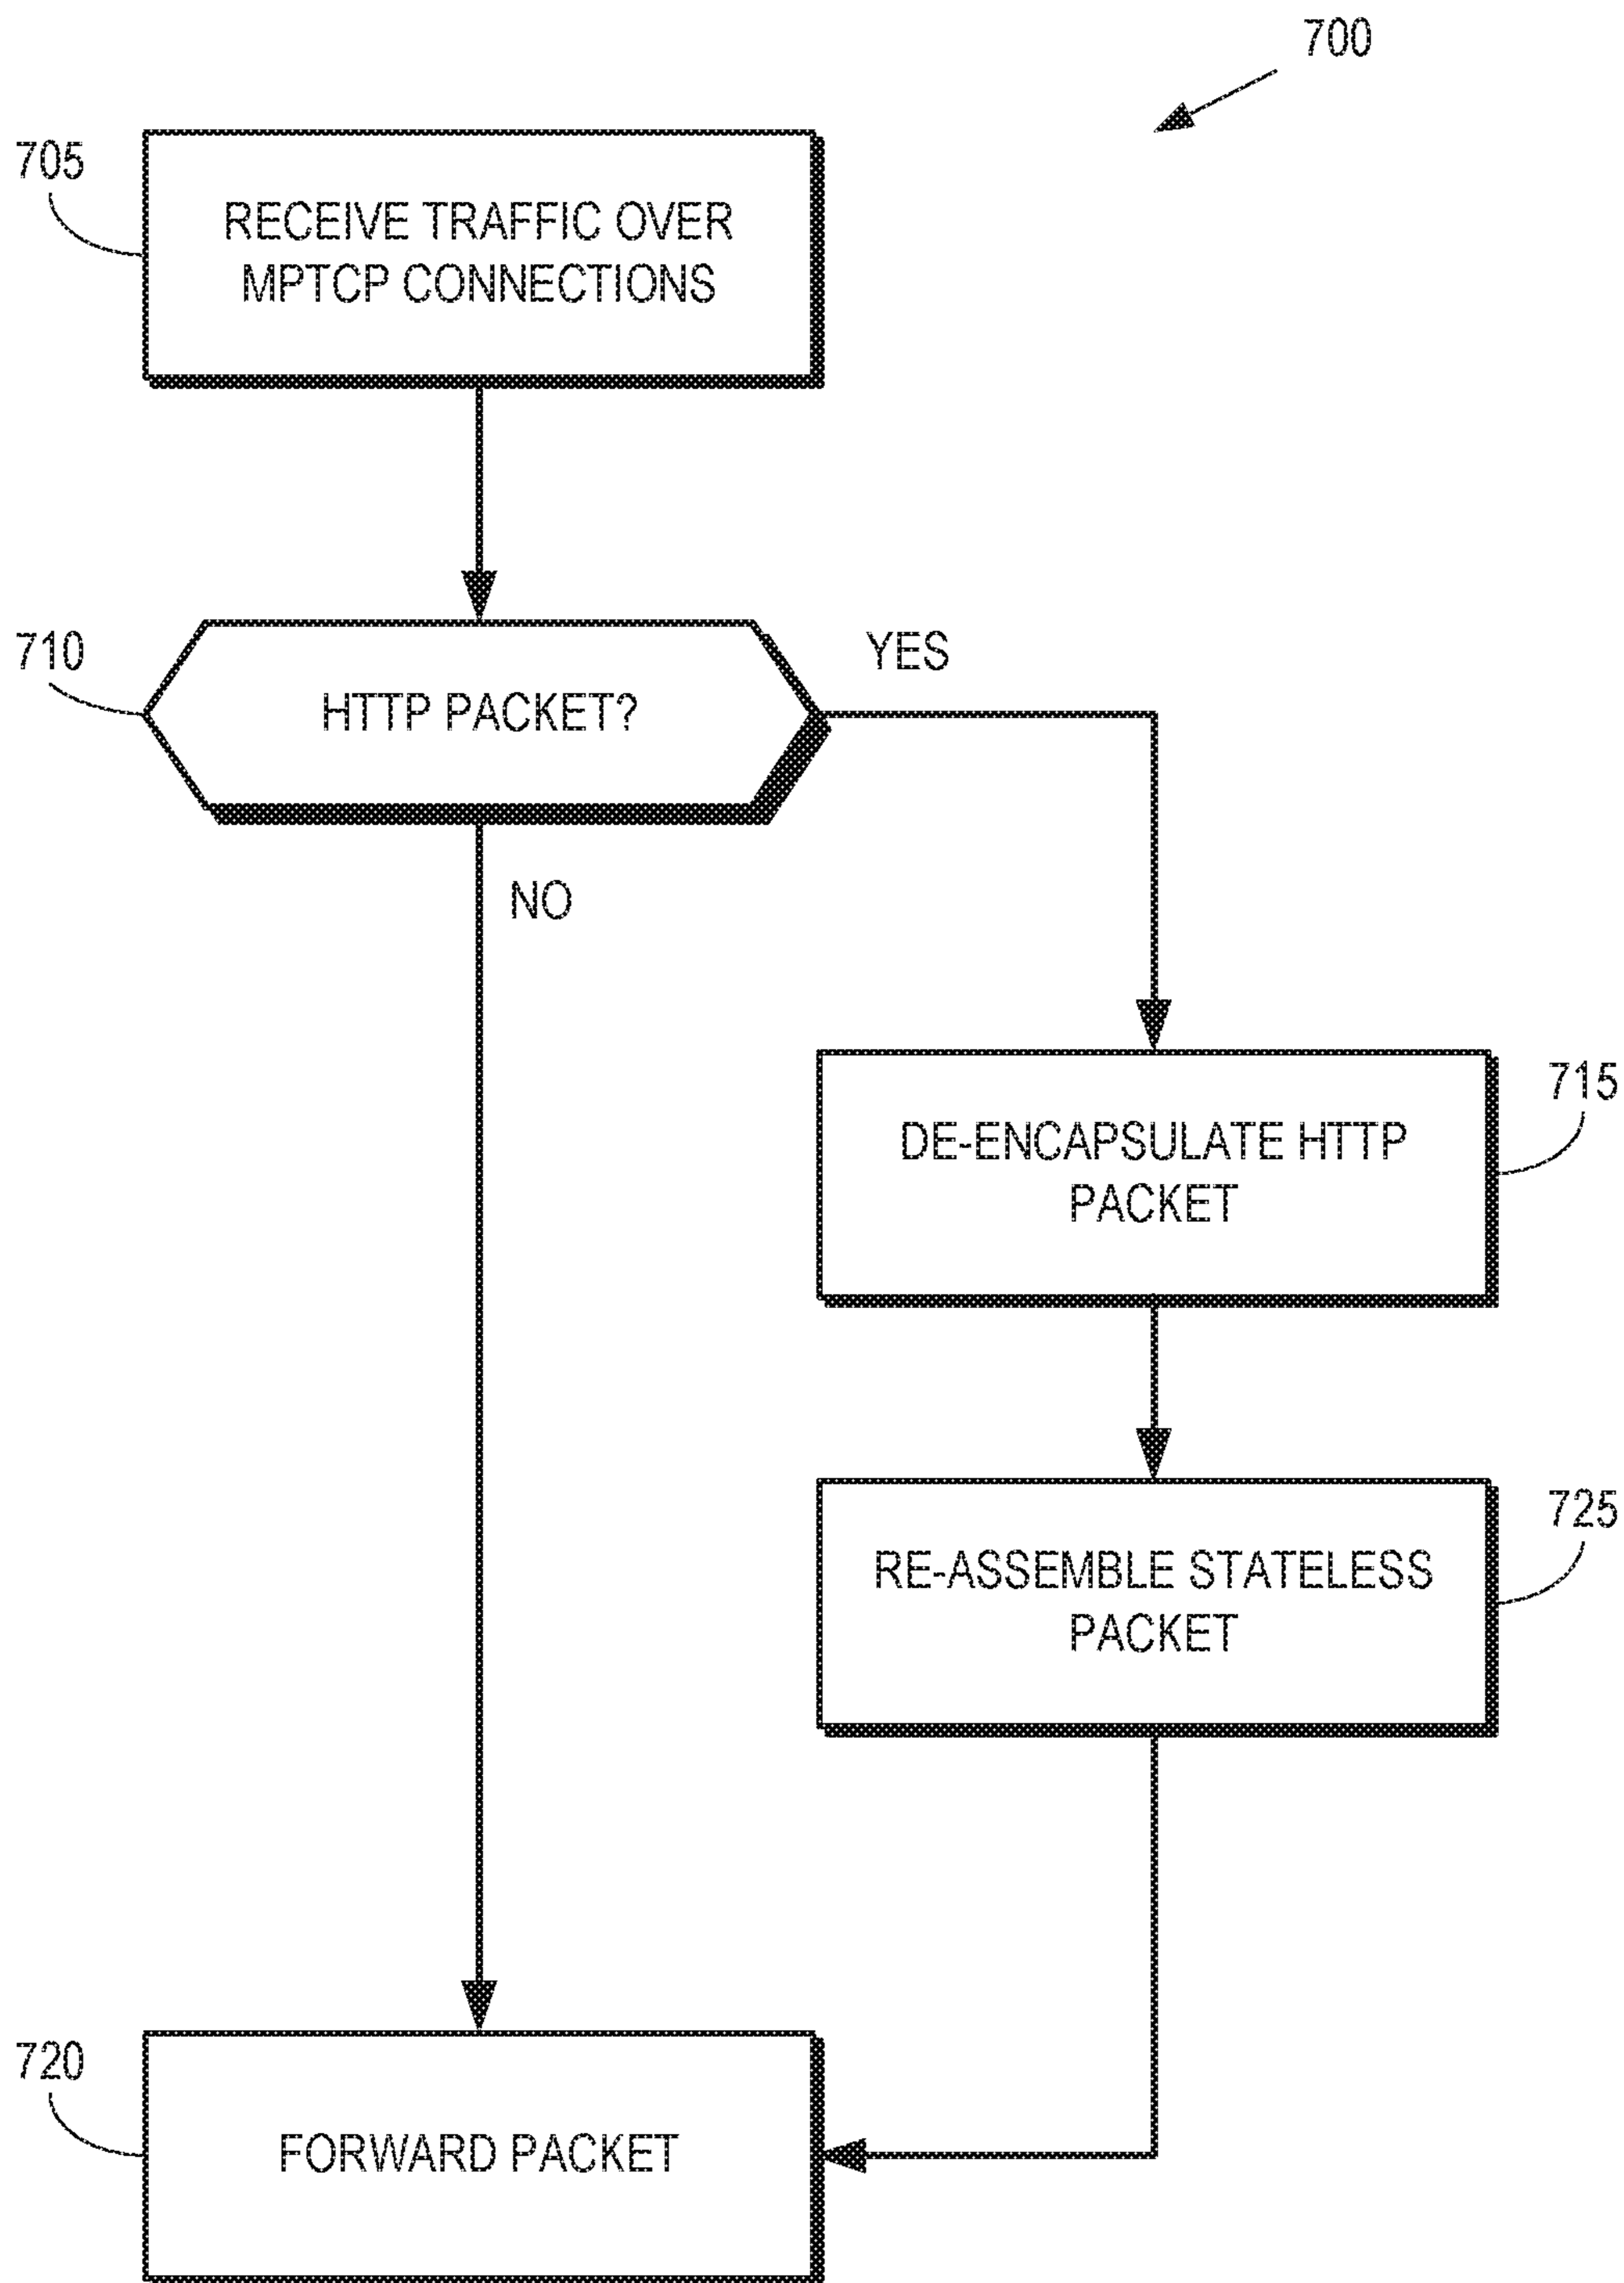 700
705
RECEIVE TRAFFIC OVER
MPTCP CONNECTIONS
710
HTTP PACKET?
YES
NO
715
DE-ENCAPSULATE HTTP
PACKET
725
RE-ASSEMBLE STATELESS
PACKET
720
FORWARD PACKET